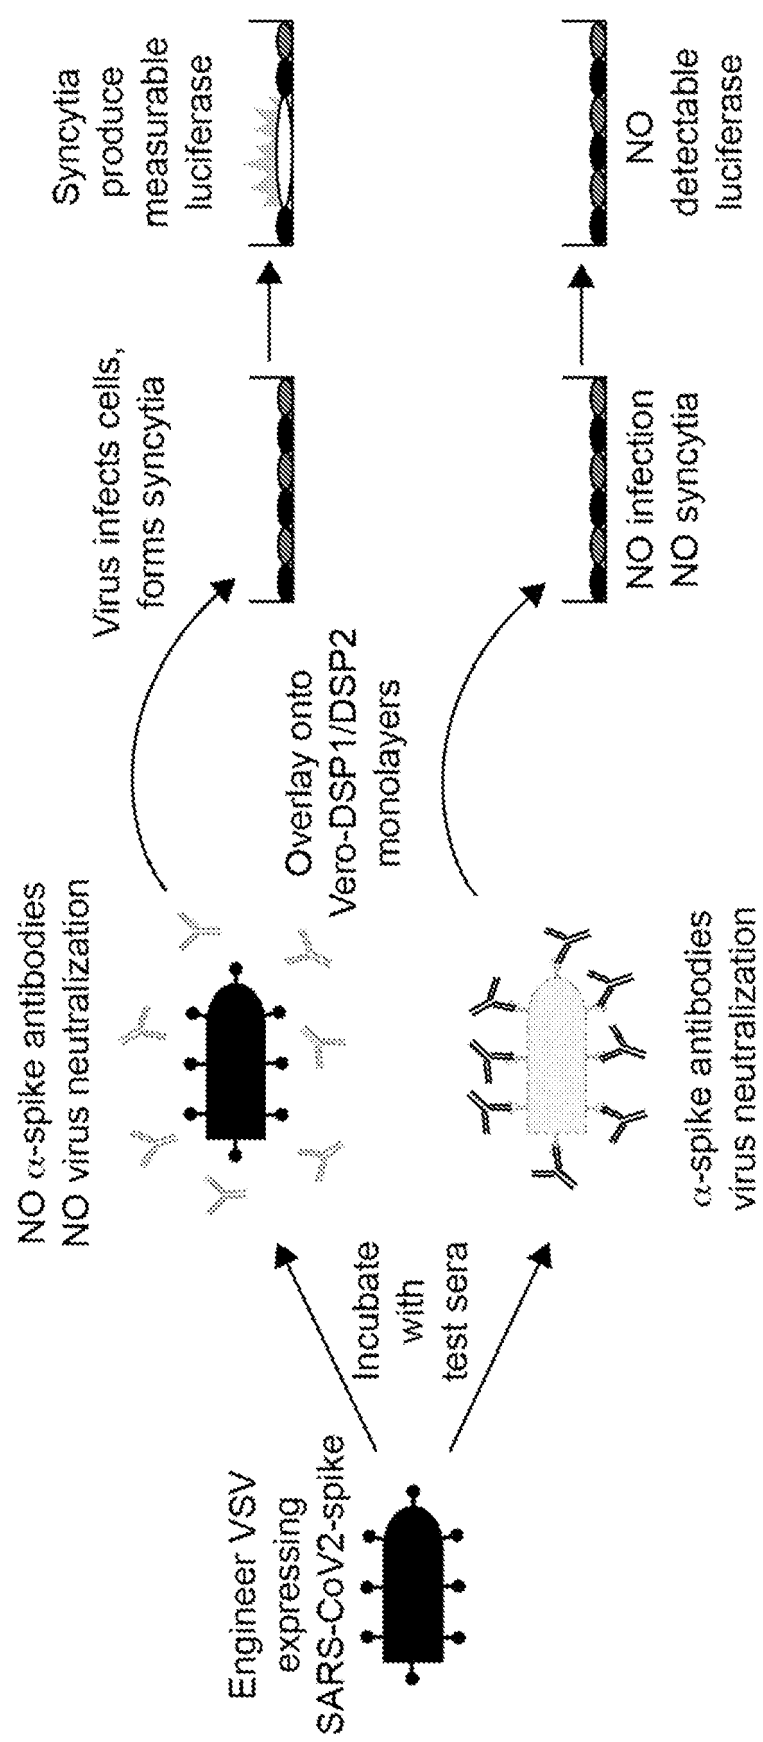 Engineer VSV
expressing
SARS-CoV2-spike
Incubate
with
test sera
NO α-spike antibodies
NO virus neutralization
α-spike antibodies
virus neutralization
Overlay onto
Vero-DSP1/DSP2
monolayers
Virus infects cells,
forms syncytia
NO infection
NO syncytia
Syncytia
produce
measurable
luciferase
NO
detectable
luciferase